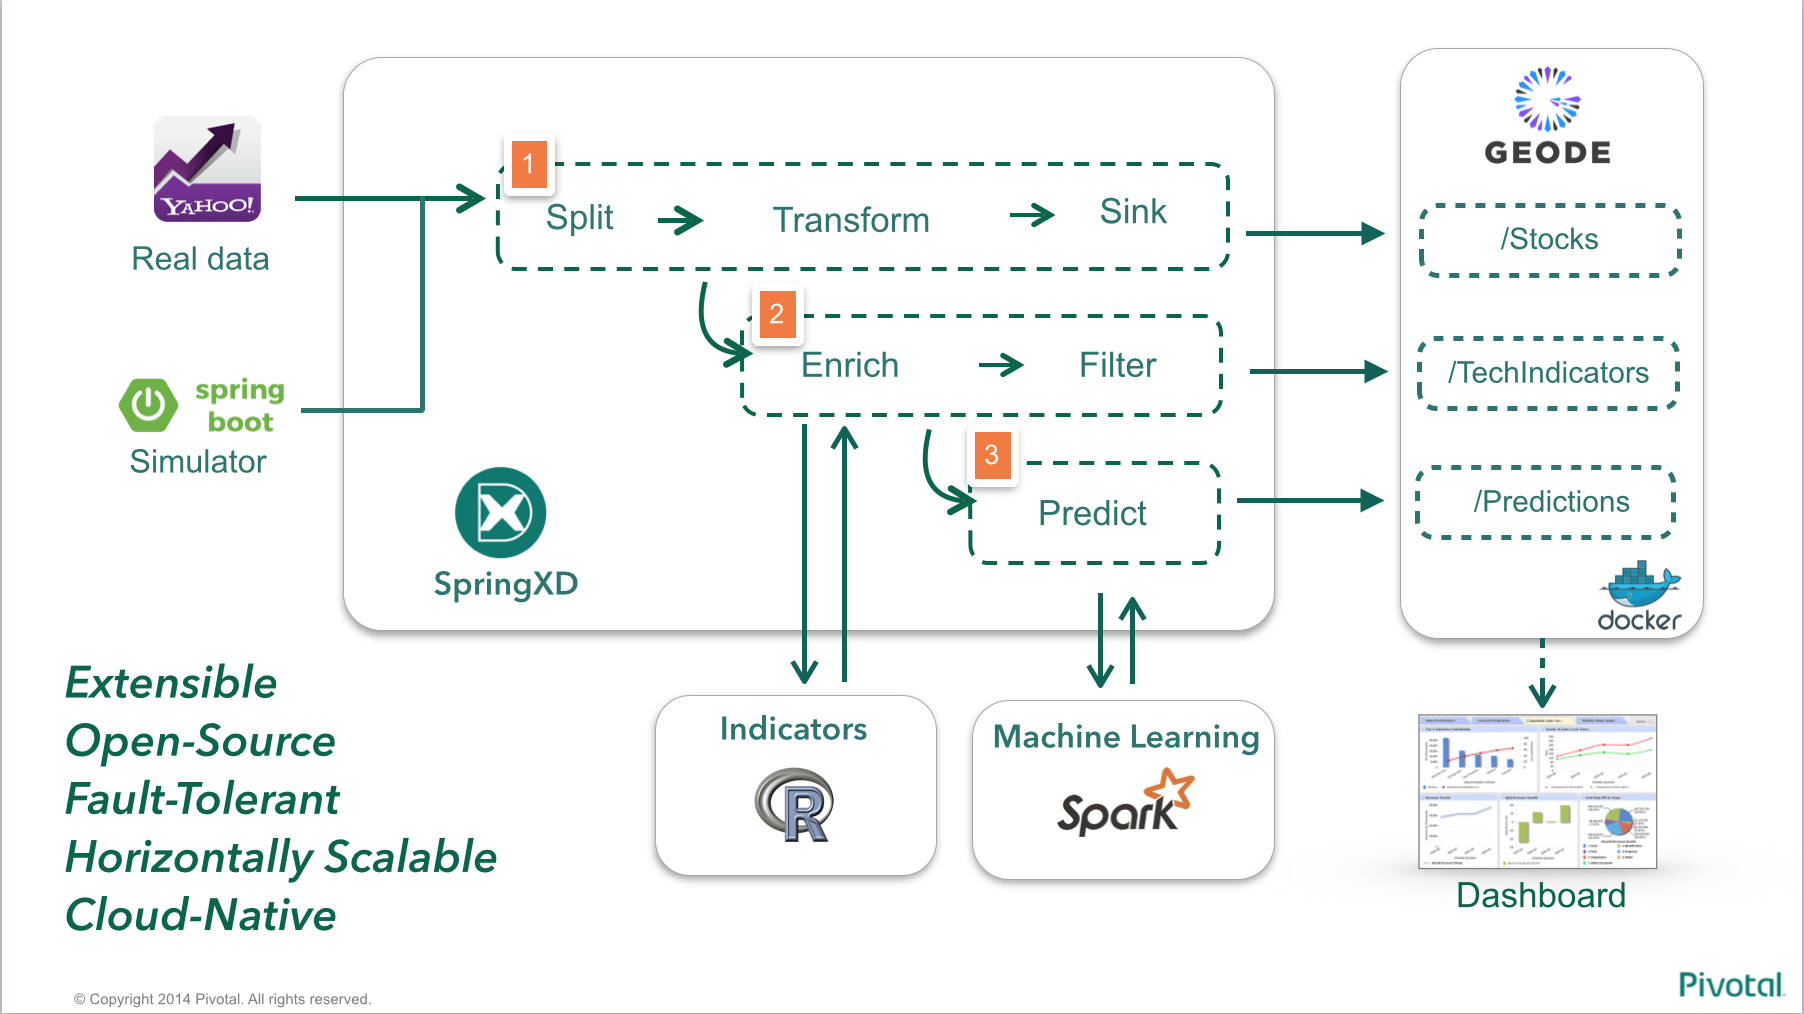 YAHOO!
Real data
spring
boot
Simulator
SpringXD
1
Split
Transform
Sink
2
Enrich
Filter
3
Predict
GEODE
/Stocks
/TechIndicators
/Predictions
docker
Indicators
R
Machine Learning
Spark
Dashboard
Extensible
Open-Source
Fault-Tolerant
Horizontally Scalable
Cloud-Native
© Copyright 2014 Pivotal. All rights reserved.
Pivotal